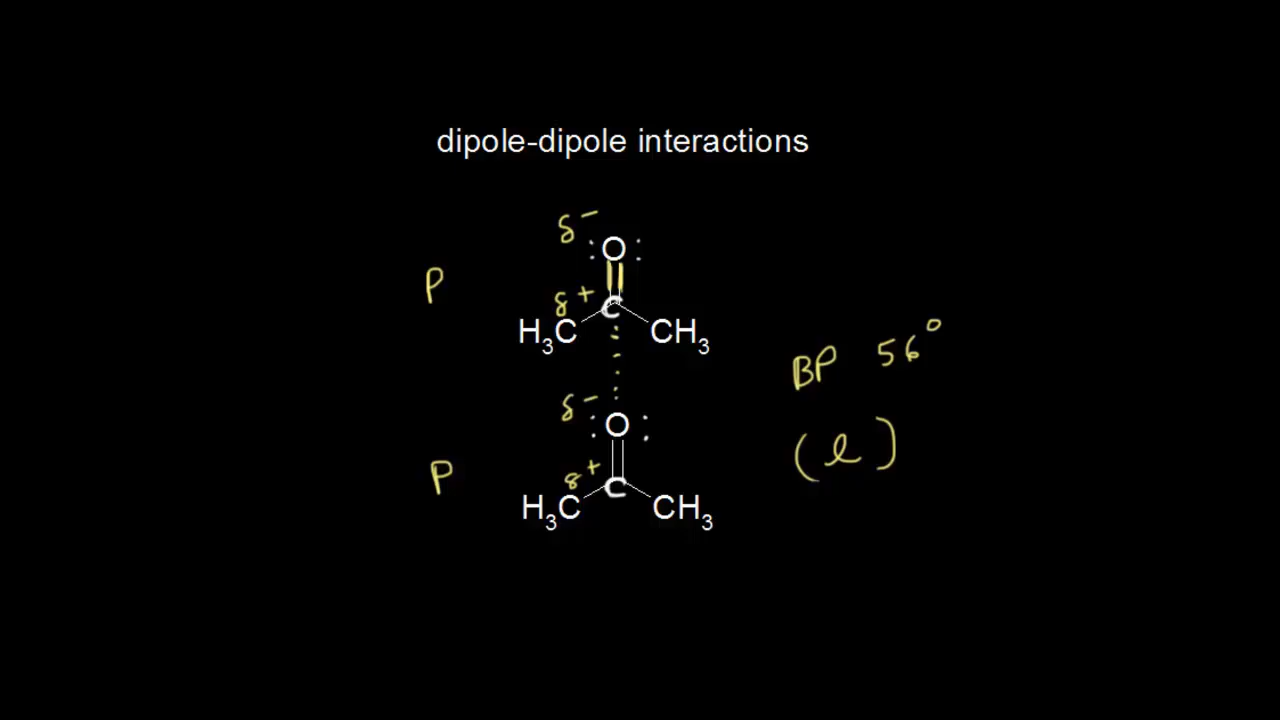 dipole-dipole interactions
δ−
:O:
P
δ+
C
H₃C CH₃
BP 56°
δ−
:O:
(l)
P
δ+
C
H₃C CH₃